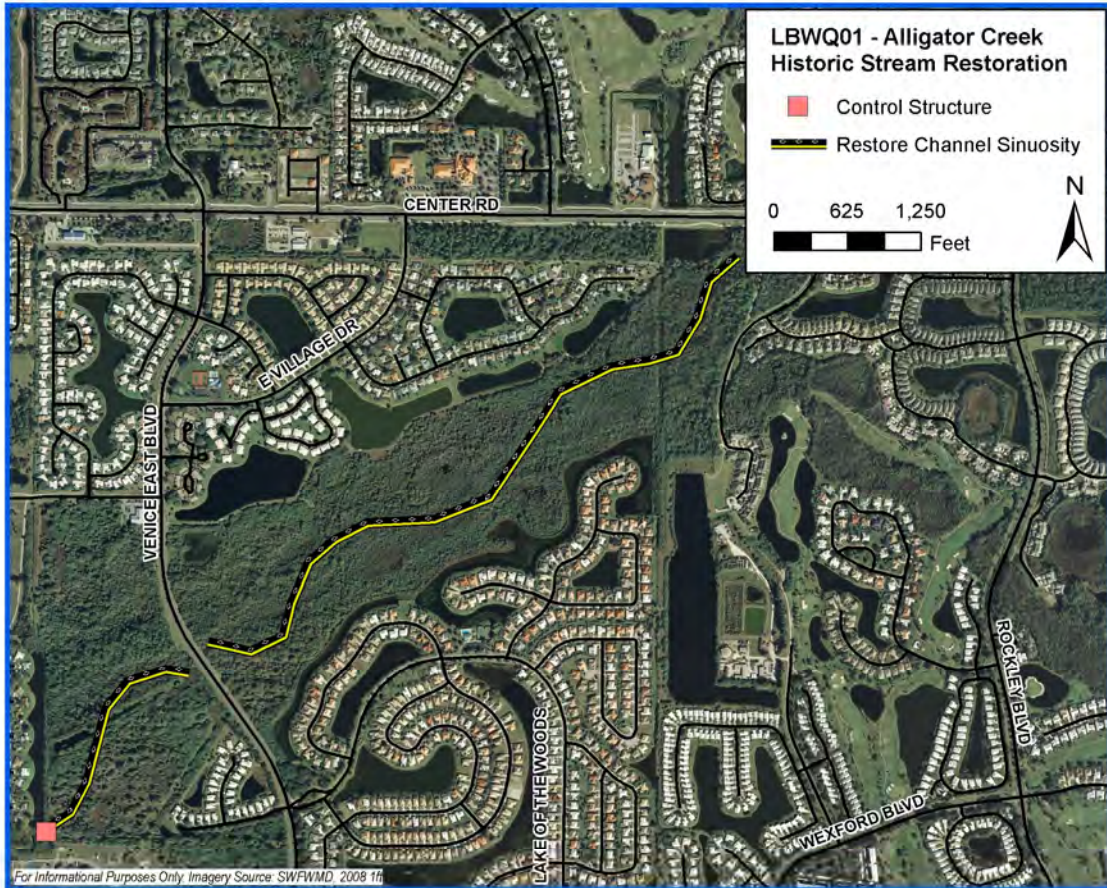 LBWQ01 - Alligator Creek
Historic Stream Restoration
Control Structure
Restore Channel Sinuosity
N
0 625 1,250
Feet
CENTER RD
E VILLAGE DR
VENICE EAST BLVD
LAKE OF THE WOODS
ROCKLEY BLVD
WEXFORD BLVD
For Informational Purposes Only. Imagery Source: SWFWMD, 2008 1ft